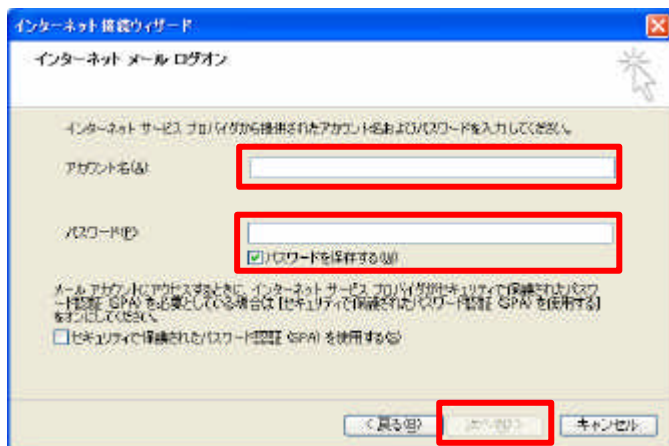 インターネット接続ウィザード
インターネット メール ログオン
インターネット サービス プロバイダから提供されたアカウント名およびパスワードを入力してください。
アカウント名(A):
パスワード(P):
パスワードを保存する(W)
メール アカウントにアクセスするときに、インターネット サービス プロバイダがセキュリティで保護されたパスワ
ード認証 (SPA) を必要としている場合は [セキュリティで保護されたパスワード認証 (SPA) を使用する]
をオンにしてください。
セキュリティで保護されたパスワード認証 (SPA) を使用する(S)
< 戻る(B)
次へ(N) >
キャンセル